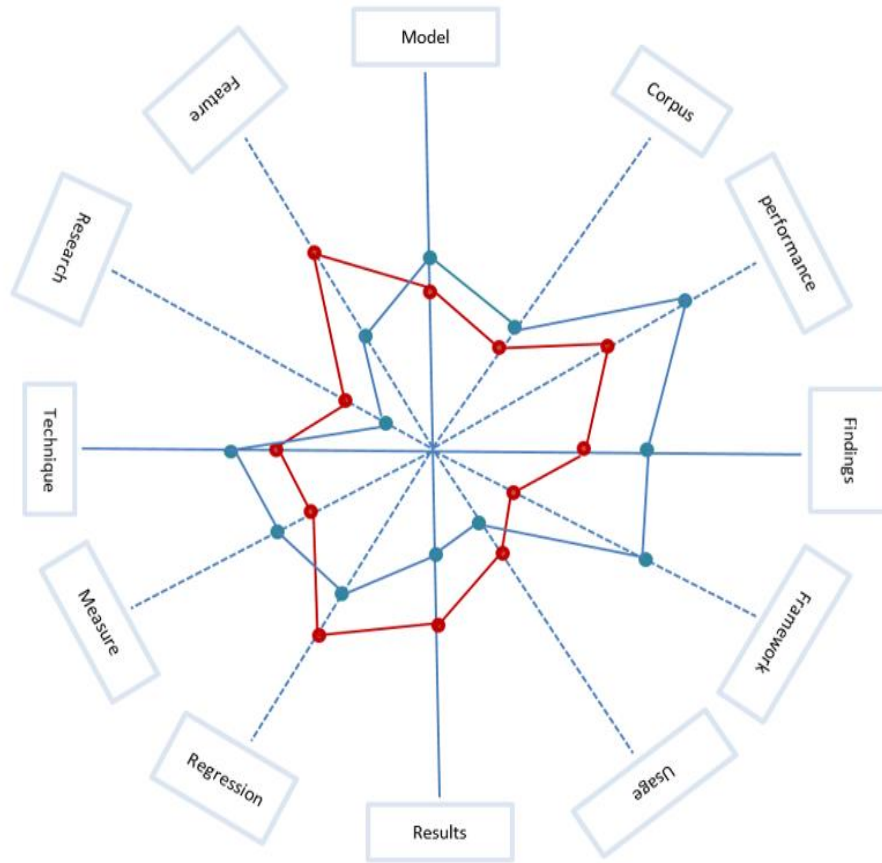 Model
Corpus
performance
Findings
Framework
Usage
Results
Regression
Measure
Technique
Research
Feature